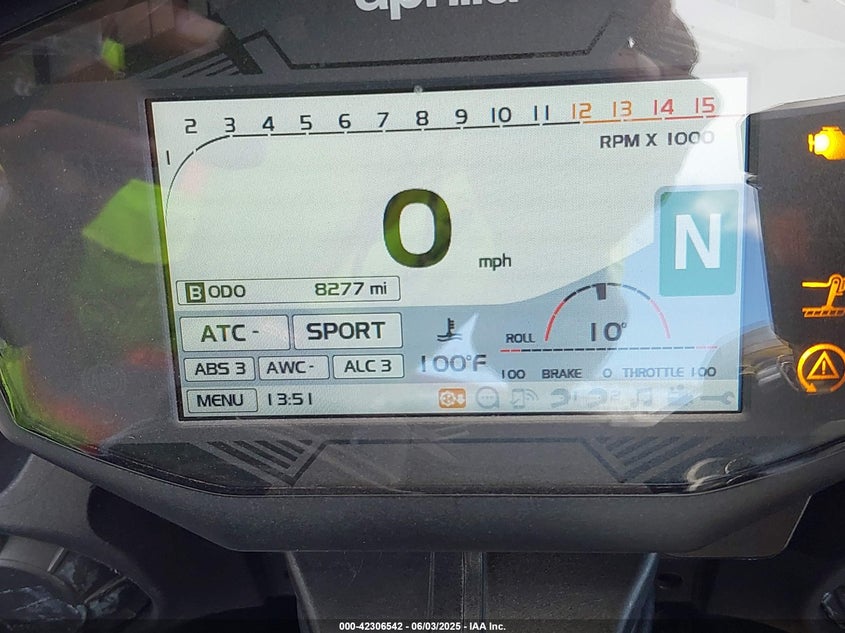 aprilia
1 2 3 4 5 6 7 8 9 10 11 12 13 14 15
RPM X 1000
0 mph
N
B ODO 8277 mi
ATC - SPORT
ROLL 10°
ABS 3 AWC - ALC 3 100°F
100 BRAKE 0 THROTTLE 100
MENU 13:51
000-42306542 - 06/03/2025 - IAA Inc.